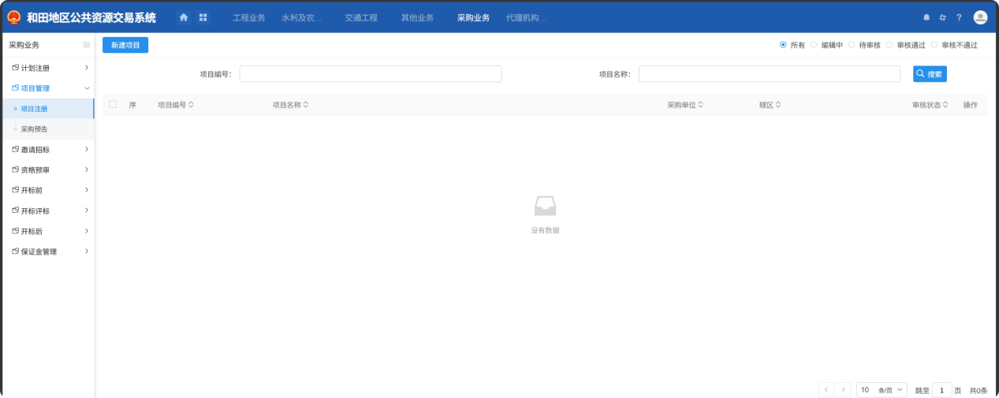 和田地区公共资源交易系统 工程业务 水利及农... 交通工程 其他业务 采购业务 代理机构... ?
采购业务 新建项目 所有 编辑中 待审核 审核通过 审核不通过
计划注册
项目编号: 项目名称: 搜索
项目管理
项目注册 序 项目编号 项目名称 采购单位 辖区 审核状态 操作
采购预告
邀请招标
资格预审
开标前
开标评标
开标后
保证金管理
没有数据
10 条/页 跳至 1 页 共0条